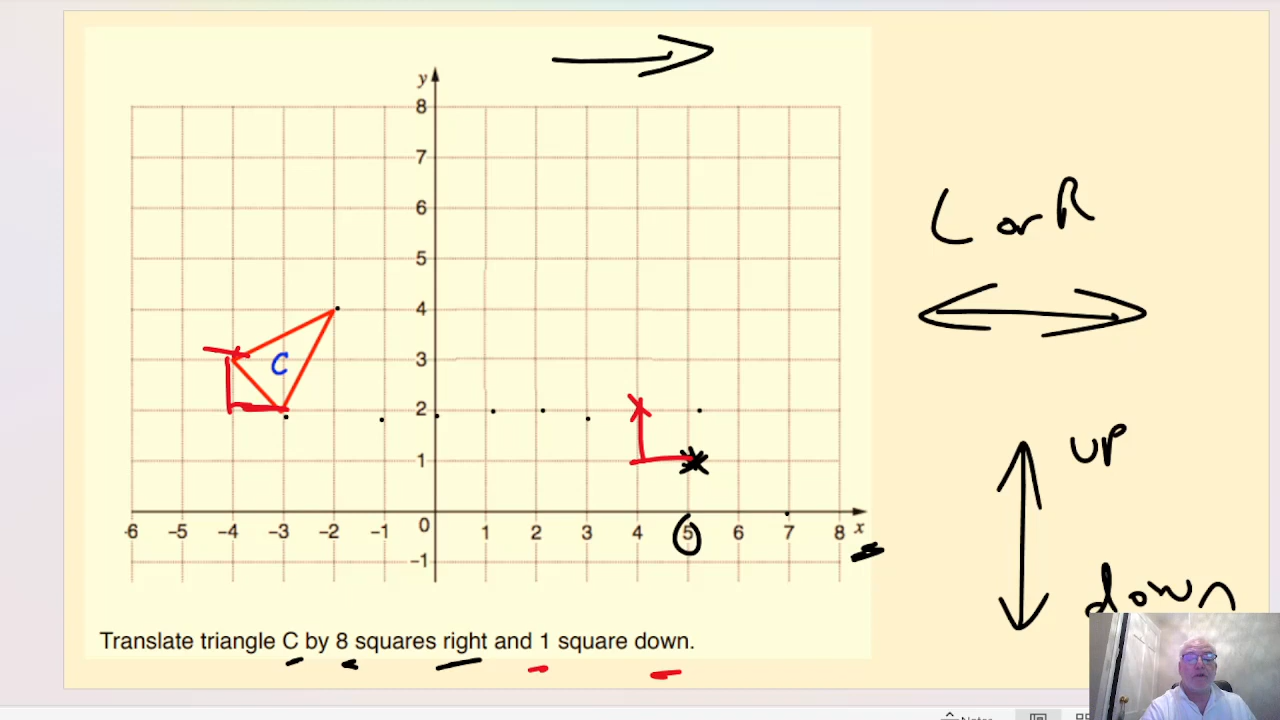 y
8
7
6
5
4
3
2
1
0
-1
-6 -5 -4 -3 -2 -1 1 2 3 4 5 6 7 8 x
C
L or R
up
down
Translate triangle C by 8 squares right and 1 square down.